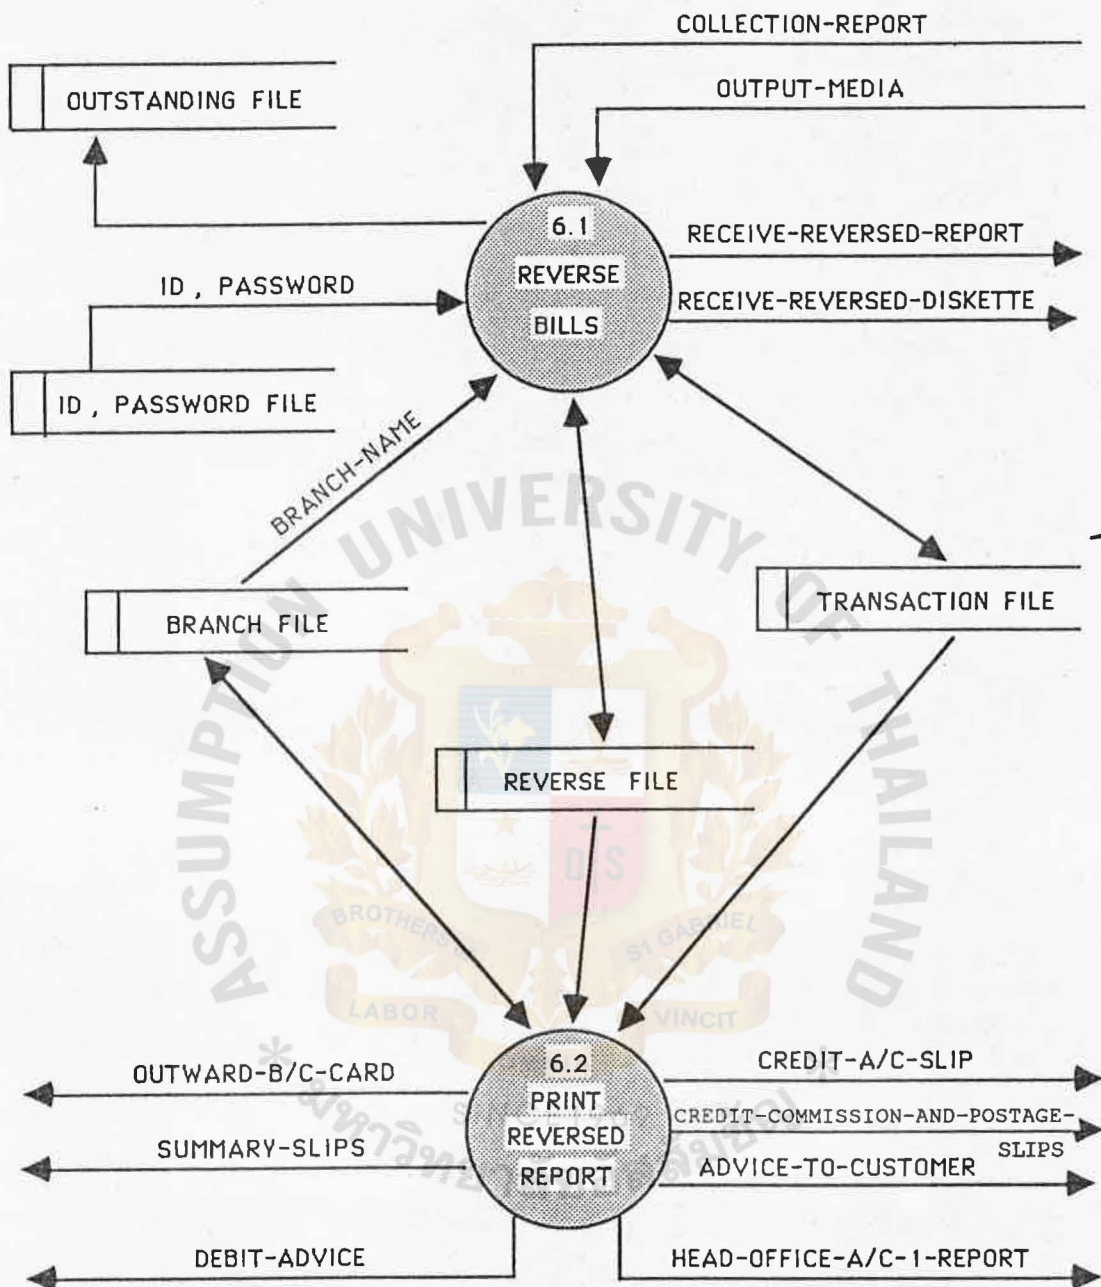 COLLECTION-REPORT
OUTSTANDING FILE
OUTPUT-MEDIA
6.1
REVERSE
BILLS
RECEIVE-REVERSED-REPORT
ID , PASSWORD
RECEIVE-REVERSED-DISKETTE
ID , PASSWORD FILE
BRANCH-NAME
ASSUMPTION UNIVERSITY OF THAILAND
BRANCH FILE
TRANSACTION FILE
REVERSE FILE
D S
BROTHERS
ST GABRIEL
LABOR
VINCIT
6.2
PRINT
REVERSED
REPORT
OUTWARD-B/C-CARD
CREDIT-A/C-SLIP
CREDIT-COMMISSION-AND-POSTAGE-
SLIPS
SUMMARY-SLIPS
ADVICE-TO-CUSTOMER
DEBIT-ADVICE
HEAD-OFFICE-A/C-1-REPORT